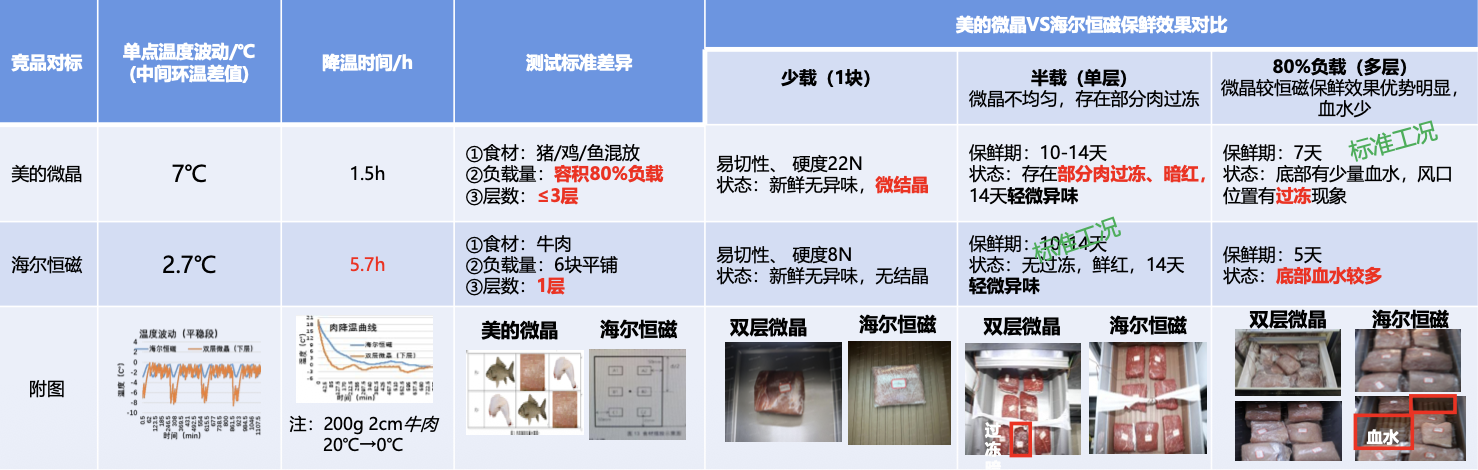 竞品对标
单点温度波动/℃
(中间环温差值)
降温时间/h
测试标准差异
美的微晶VS海尔恒磁保鲜效果对比
少载（1块）
半载（单层）
微晶不均匀，存在部分肉过冻
80%负载（多层）
微晶较恒磁保鲜效果优势明显，
血水少
美的微晶
7℃
1.5h
①食材：猪/鸡/鱼混放
②负载量：容积80%负载
③层数：≤3层
易切性、 硬度22N
状态：新鲜无异味，微结晶
保鲜期：10-14天
状态：存在部分肉过冻、暗红，
14天轻微异味
标准工况
保鲜期：7天
状态：底部有少量血水，风口
位置有过冻现象
海尔恒磁
2.7℃
5.7h
①食材：牛肉
②负载量：6块平铺
③层数：1层
易切性、 硬度8N
状态：新鲜无异味，无结晶
标准工况
保鲜期：10-14天
状态：无过冻，鲜红，14天
轻微异味
保鲜期：5天
状态：底部血水较多
附图
温度波动（平稳段）
海尔恒磁
双层微晶（下层）
温度（C°）
4
2
0
-2
-4
-6
-8
-10
时间（min）
肉降温曲线
海尔恒磁
双层微晶（下层）
温度（C°）
时间（min）
注：200g 2cm牛肉
20℃→0℃
美的微晶
海尔恒磁
双层微晶
海尔恒磁
双层微晶
海尔恒磁
过
冻
双层微晶
海尔恒磁
血水